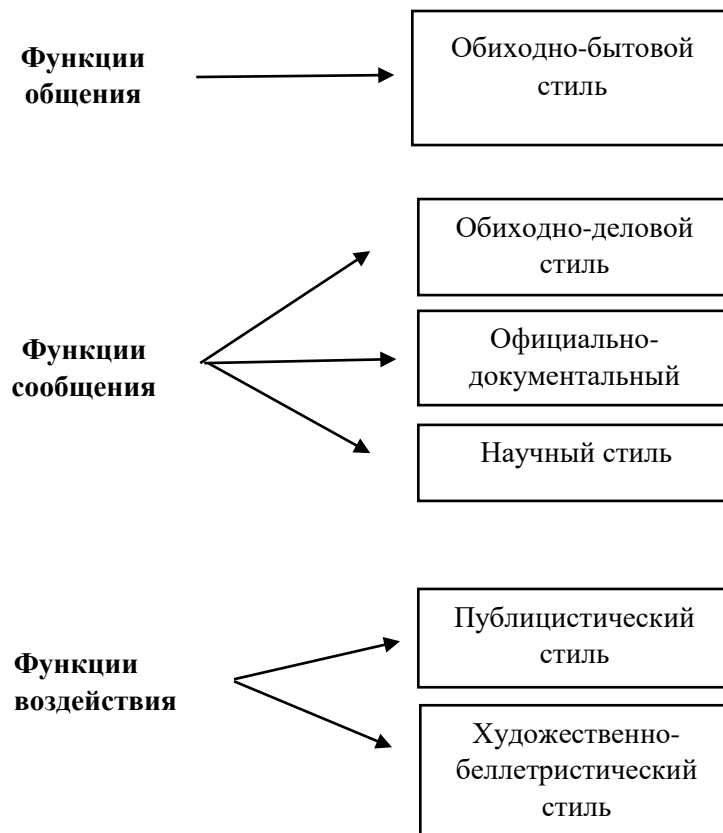 Функции
общения
Обиходно-бытовой
стиль
Функции
сообщения
Обиходно-деловой
стиль
Официально-
документальный
Научный стиль
Функции
воздействия
Публицистический
стиль
Художественно-
беллетристический
стиль